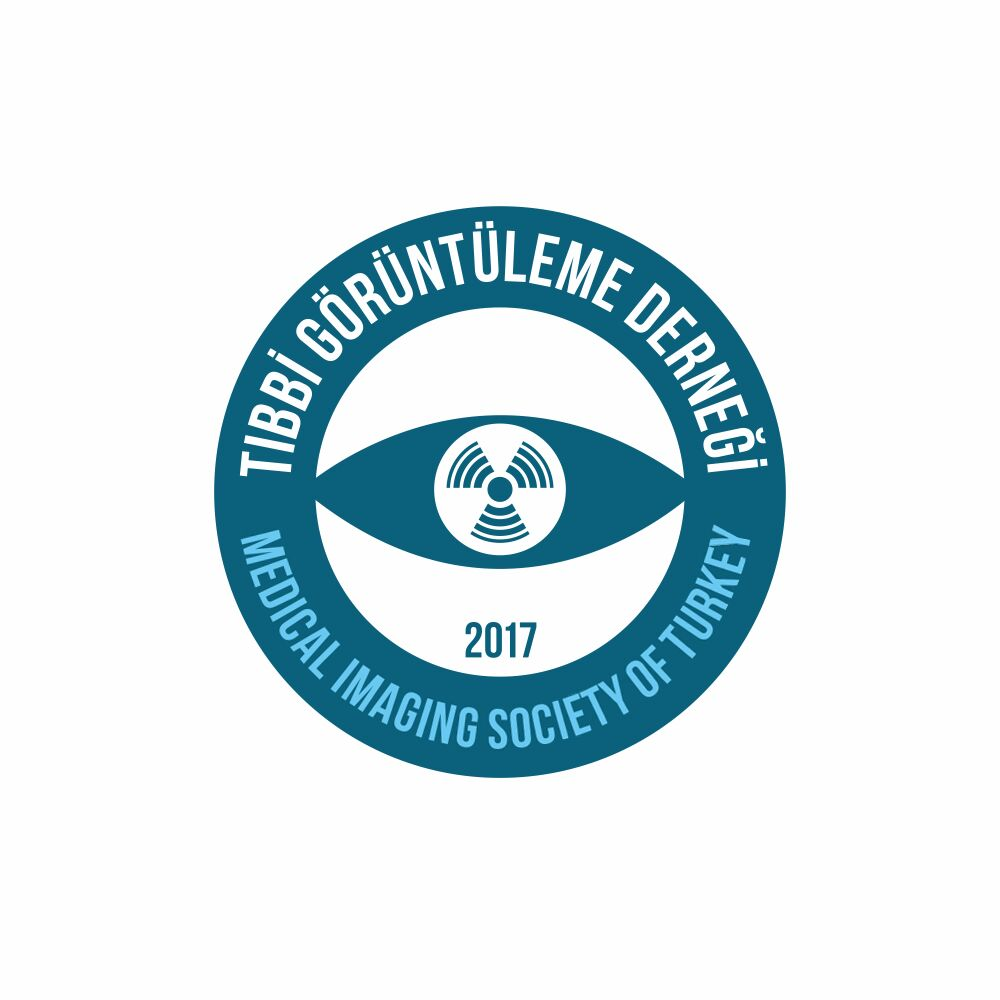 TIBBİ GÖRÜNTÜLEME DERNEĞİ
2017
MEDICAL IMAGING SOCIETY OF TURKEY